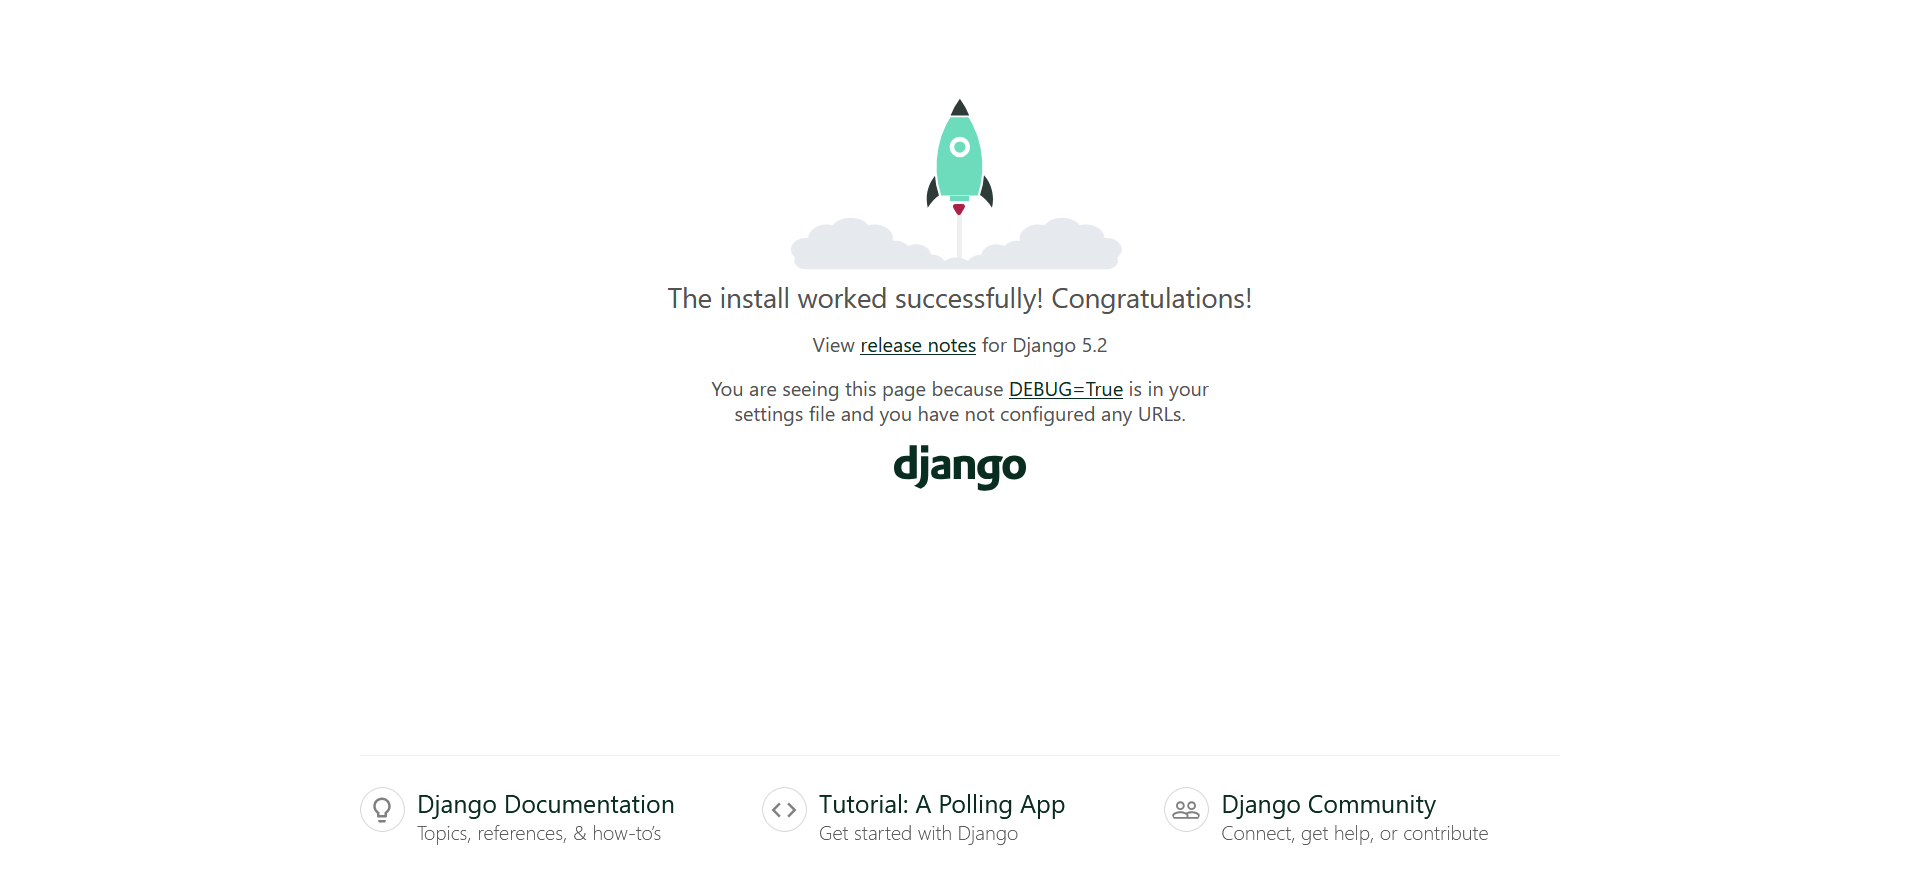 The install worked successfully! Congratulations!
View release notes for Django 5.2
You are seeing this page because DEBUG=True is in your
settings file and you have not configured any URLs.
django
Django Documentation
Topics, references, & how-to’s
Tutorial: A Polling App
Get started with Django
Django Community
Connect, get help, or contribute